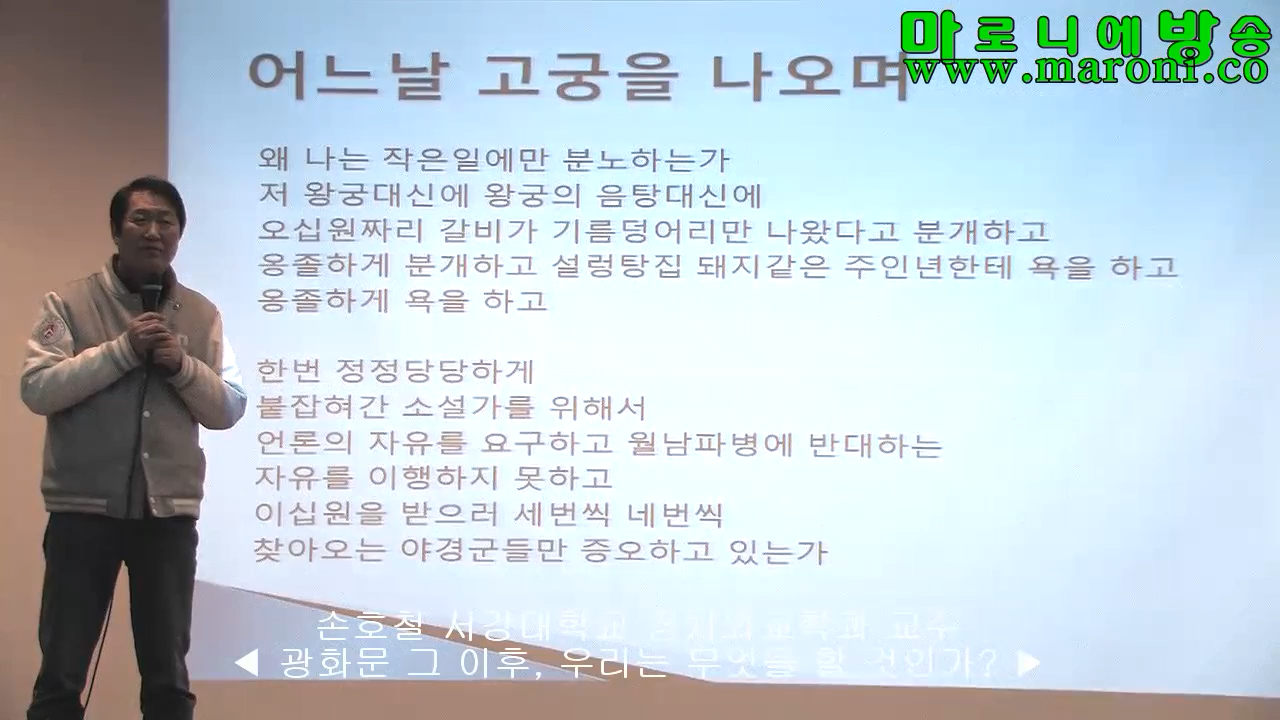 마로니에방송
www.maroni.co
어느날 고궁을 나오며
왜 나는 작은일에만 분노하는가
저 왕궁대신에 왕궁의 음탕대신에
오십원짜리 갈비가 기름덩어리만 나왔다고 분개하고
옹졸하게 분개하고 설렁탕집 돼지같은 주인년한테 욕을 하고
옹졸하게 욕을 하고
한번 정정당당하게
붙잡혀간 소설가를 위해서
언론의 자유를 요구하고 월남파병에 반대하는
자유를 이행하지 못하고
이십원을 받으러 세번씩 네번씩
찾아오는 야경군들만 증오하고 있는가
손호철 서강대학교 교수
◀ 광화문 그 이후, 우리는 무엇을 할 것인가? ▶